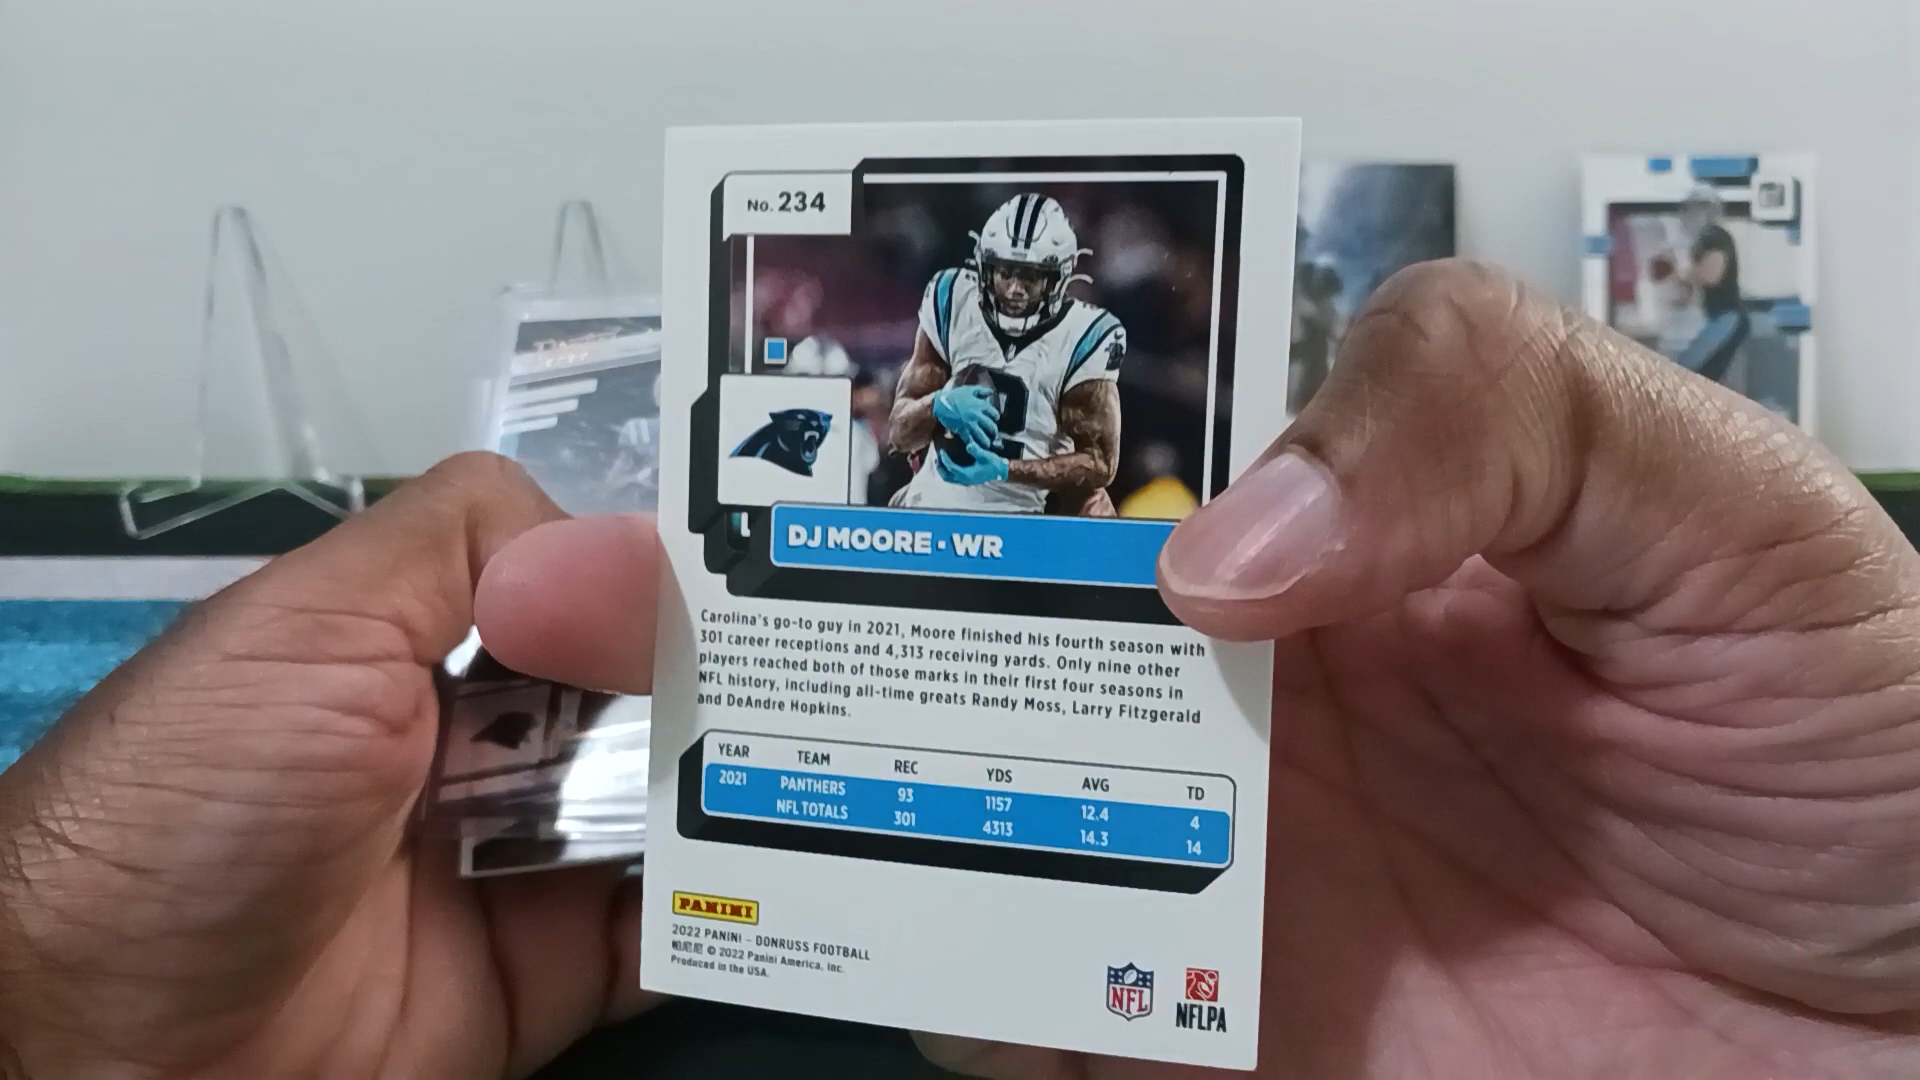 No. 234
DJ MOORE • WR
Carolina's go-to guy in 2021, Moore finished his fourth season with
301 career receptions and 4,313 receiving yards. Only nine other
players reached both of those marks in their first four seasons in
NFL history, including all-time greats Randy Moss, Larry Fitzgerald
and DeAndre Hopkins.
YEAR TEAM REC YDS AVG TD
2021 PANTHERS 93 1157 12.4 4
NFL TOTALS 301 4313 14.3 14
PANINI
2022 PANINI – DONRUSS FOOTBALL
帕尼尼 © 2022 Panini America, Inc.
Produced in the USA.
NFL
NFLPA